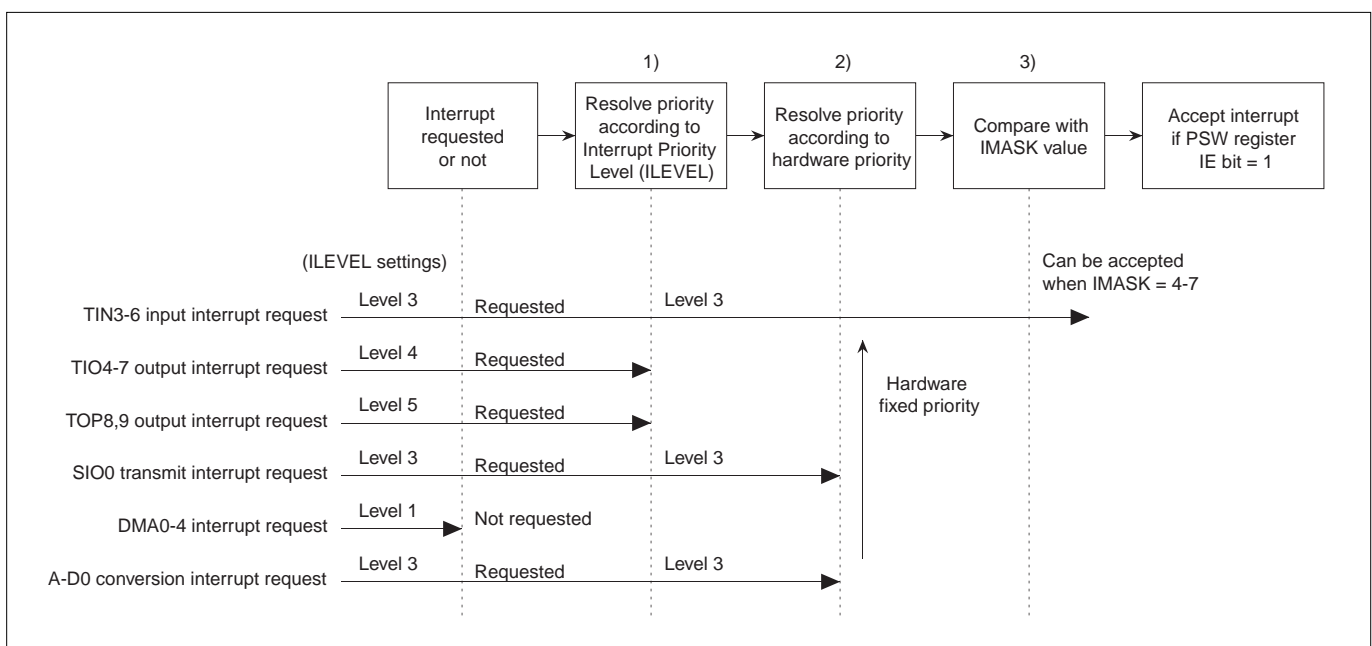 1)
2)
3)
Interrupt
requested
or not
Resolve priority
according to
Interrupt Priority
Level (ILEVEL)
Resolve priority
according to
hardware priority
Compare with
IMASK value
Accept interrupt
if PSW register
IE bit = 1
(ILEVEL settings)
Can be accepted
when IMASK = 4-7
TIN3-6 input interrupt request Level 3 Requested Level 3
TIO4-7 output interrupt request Level 4 Requested
Hardware
fixed priority
TOP8,9 output interrupt request Level 5 Requested
SIO0 transmit interrupt request Level 3 Requested Level 3
DMA0-4 interrupt request Level 1 Not requested
A-D0 conversion interrupt request Level 3 Requested Level 3